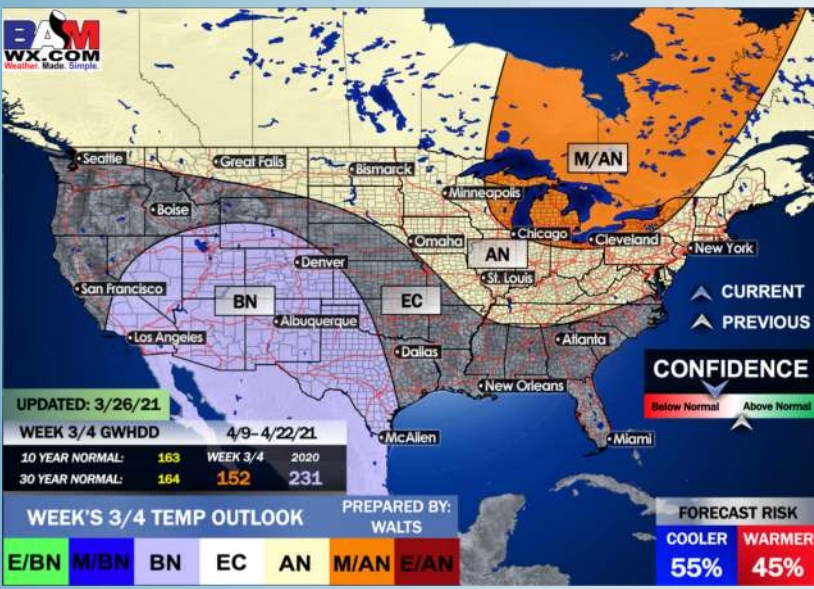 BAM
WX.COM
Weather. Made. Simple.
M/AN
Seattle
Great Falls
Bismarck
Minneapolis
Boise
Chicago
Cleveland
New York
Omaha
AN
Denver
St. Louis
San Francisco
BN
EC
CURRENT
Albuquerque
PREVIOUS
Los Angeles
Atlanta
Dallas
CONFIDENCE
New Orleans
Below Normal
Above Normal
UPDATED: 3/26/21
WEEK 3/4 GWHDD 4/9-4/22/21
McAllen
Miami
10 YEAR NORMAL: 163 WEEK 3/4 2020
30 YEAR NORMAL: 164 152 231
WEEK'S 3/4 TEMP OUTLOOK
PREPARED BY:
WALTS
FORECAST RISK
COOLER WARMER
55% 45%
E/BN M/BN BN EC AN M/AN E/AN